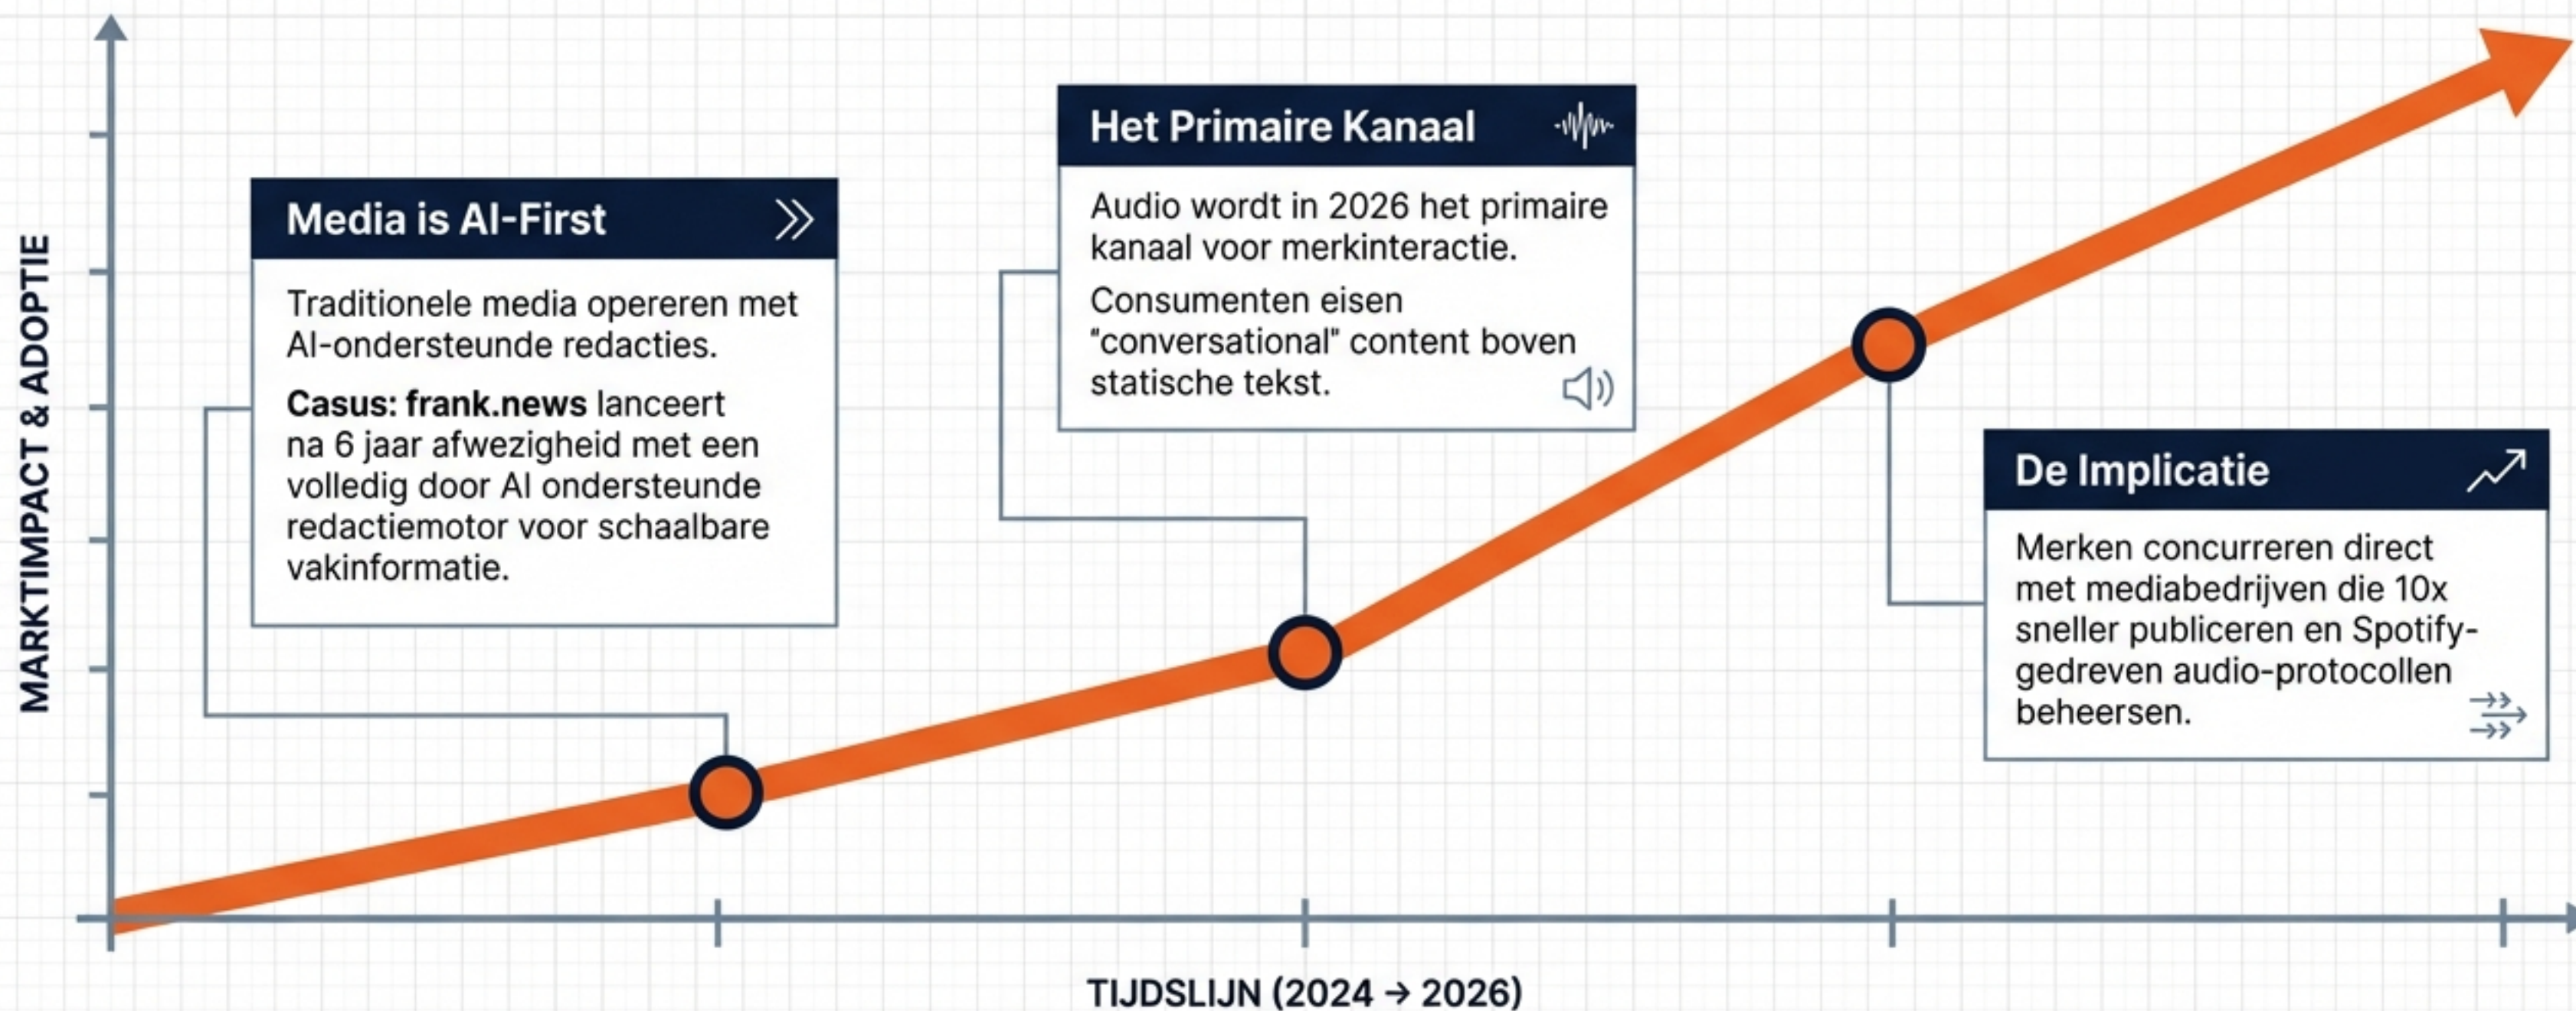 MARKTIMPACT & ADOPTIE
Media is AI-First
Traditionele media opereren met
AI-ondersteunde redacties.
Casus: frank.news lanceert
na 6 jaar afwezigheid met een
volledig door AI ondersteunde
redactiemotor voor schaalbare
vakinformatie.
Het Primaire Kanaal
Audio wordt in 2026 het primaire
kanaal voor merkinteractie.
Consumenten eisen
"conversational" content boven
statische tekst.
De Implicatie
Merken concurreren direct
met mediabedrijven die 10x
sneller publiceren en Spotify-
gedreven audio-protocollen
beheersen.
TIJDSLIJN (2024 → 2026)